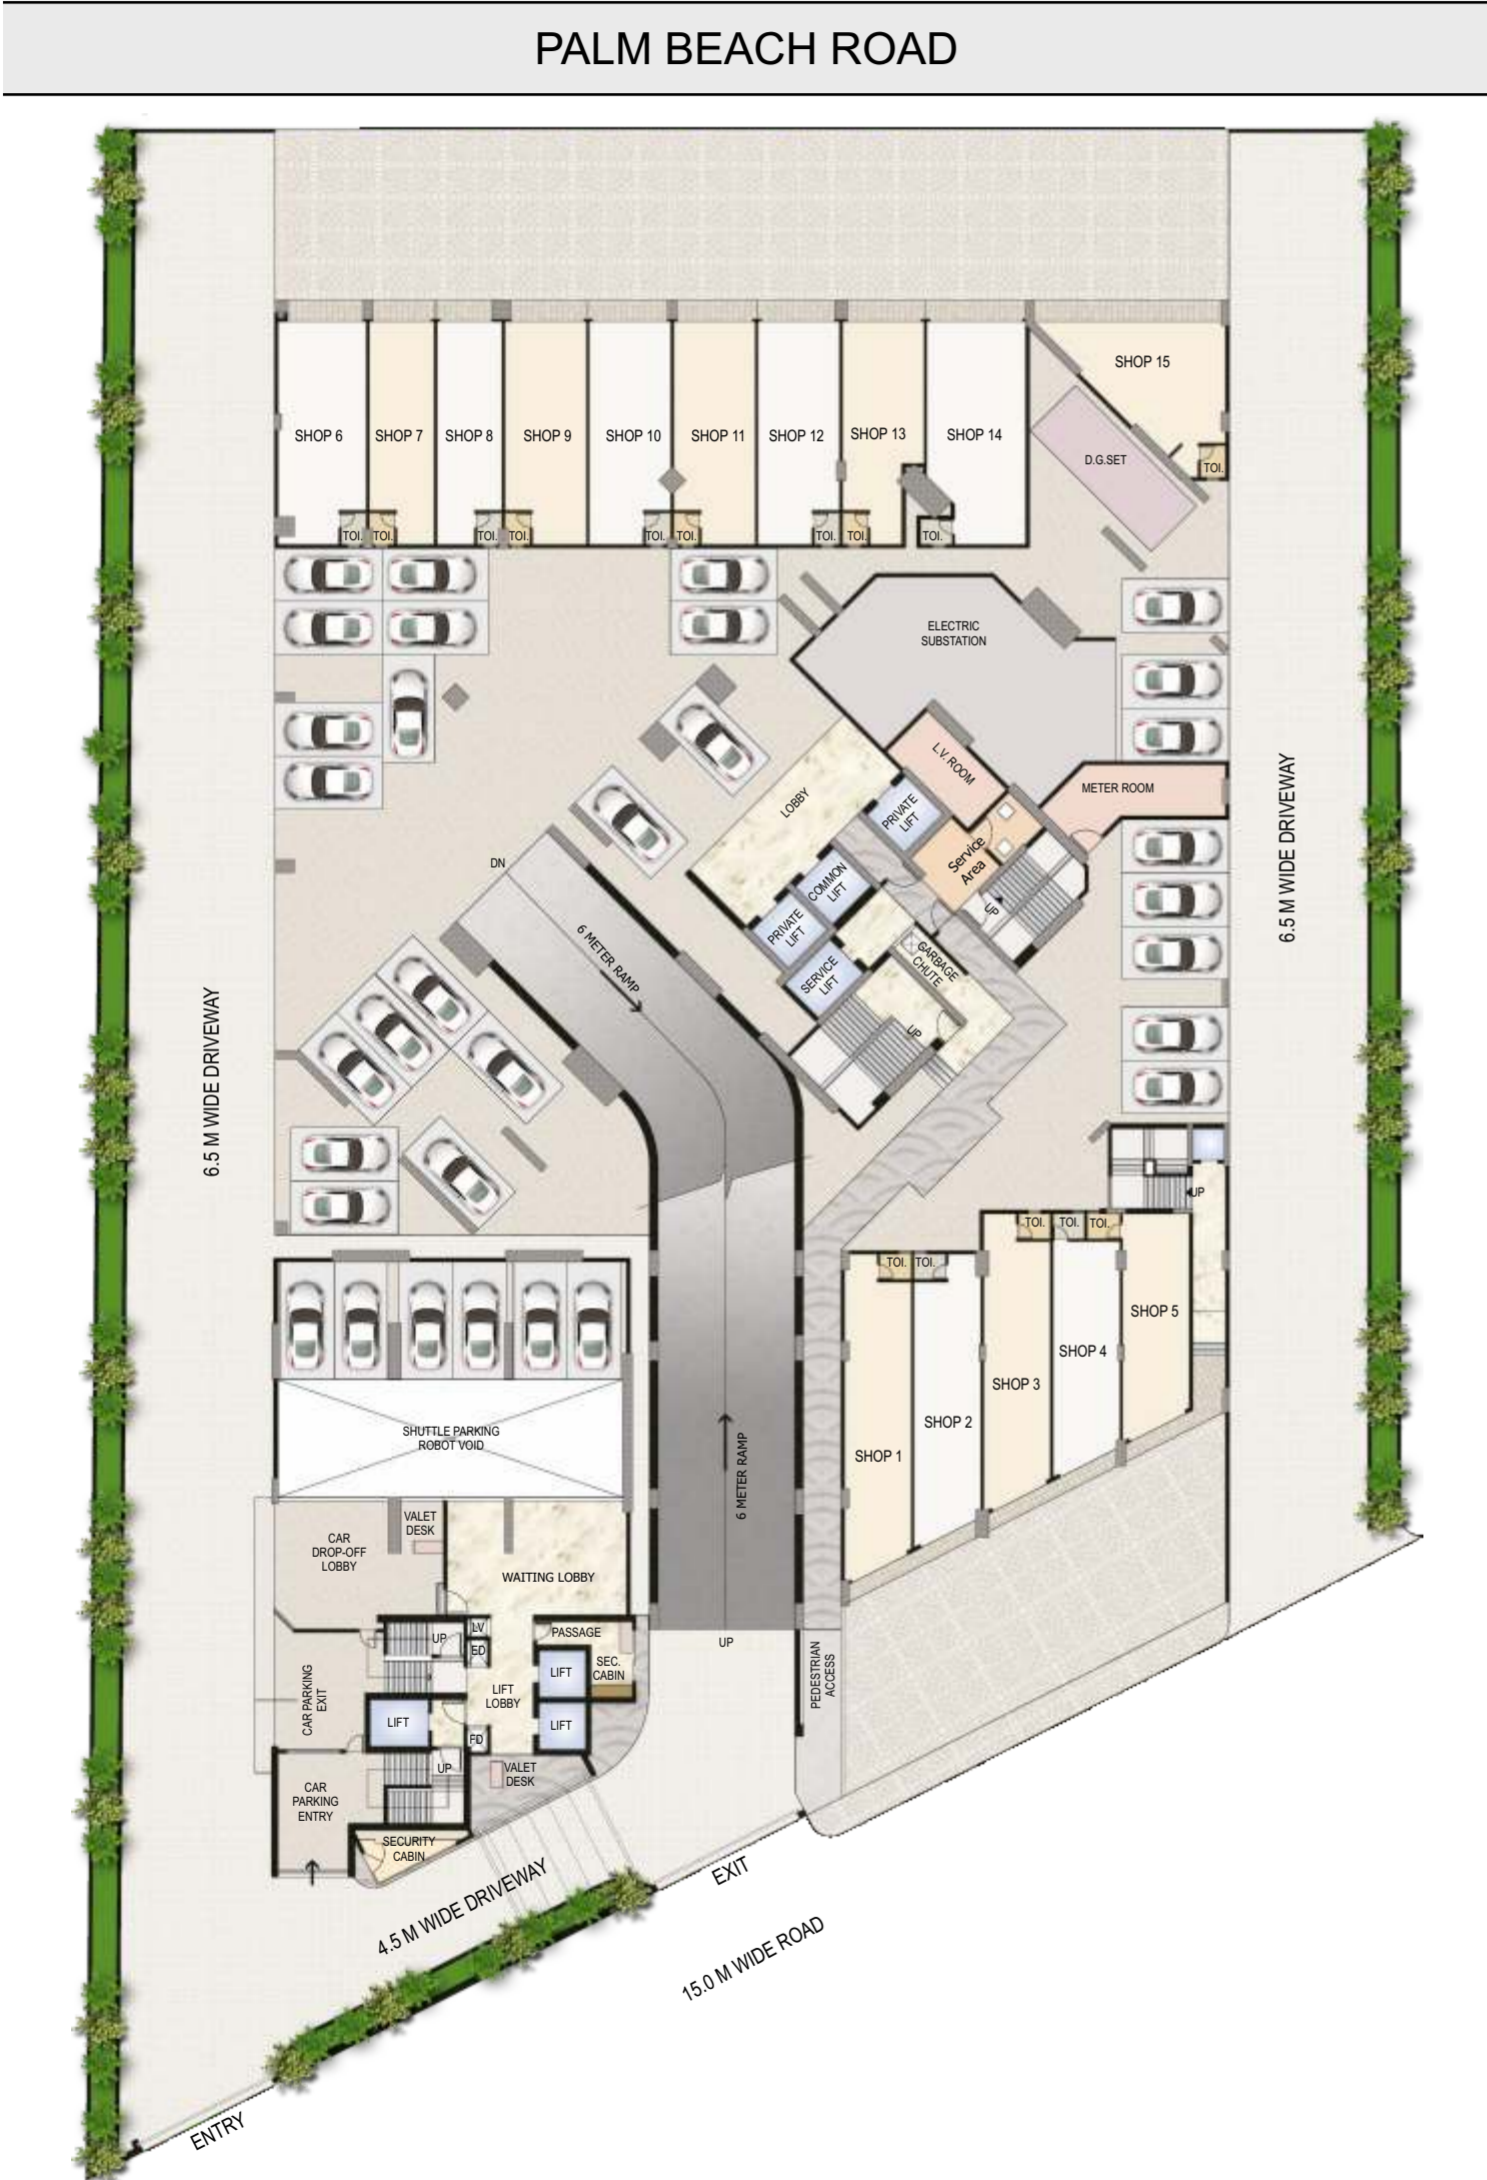 PALM BEACH ROAD
SHOP 15
SHOP 6
SHOP 7
SHOP 8
SHOP 9
SHOP 10
SHOP 11
SHOP 12
SHOP 13
SHOP 14
D.G.SET
TOI.
TOI.
TOI.
TOI.
TOI.
TOI.
TOI.
TOI.
TOI.
TOI.
ELECTRIC
SUBSTATION
L.V. ROOM
METER ROOM
LOBBY
PRIVATE
LIFT
Service
Area
COMMON
LIFT
UP
PRIVATE
LIFT
SERVICE
LIFT
GARBAGE
CHUTE
UP
DN
6 METER RAMP
6.5 M WIDE DRIVEWAY
6.5 M WIDE DRIVEWAY
UP
TOI.
TOI.
TOI.
TOI.
TOI.
SHOP 5
SHOP 4
SHOP 3
SHOP 2
SHOP 1
SHUTTLE PARKING
ROBOT VOID
6 METER RAMP
VALET
DESK
CAR
DROP-OFF
LOBBY
WAITING LOBBY
LV
PASSAGE
UP
ED
UP
LIFT
SEC.
CABIN
LIFT
LOBBY
PEDESTRIAN
ACCESS
CAR PARKING
EXIT
LIFT
LIFT
FD
UP
VALET
DESK
CAR
PARKING
ENTRY
SECURITY
CABIN
4.5 M WIDE DRIVEWAY
EXIT
15.0 M WIDE ROAD
ENTRY